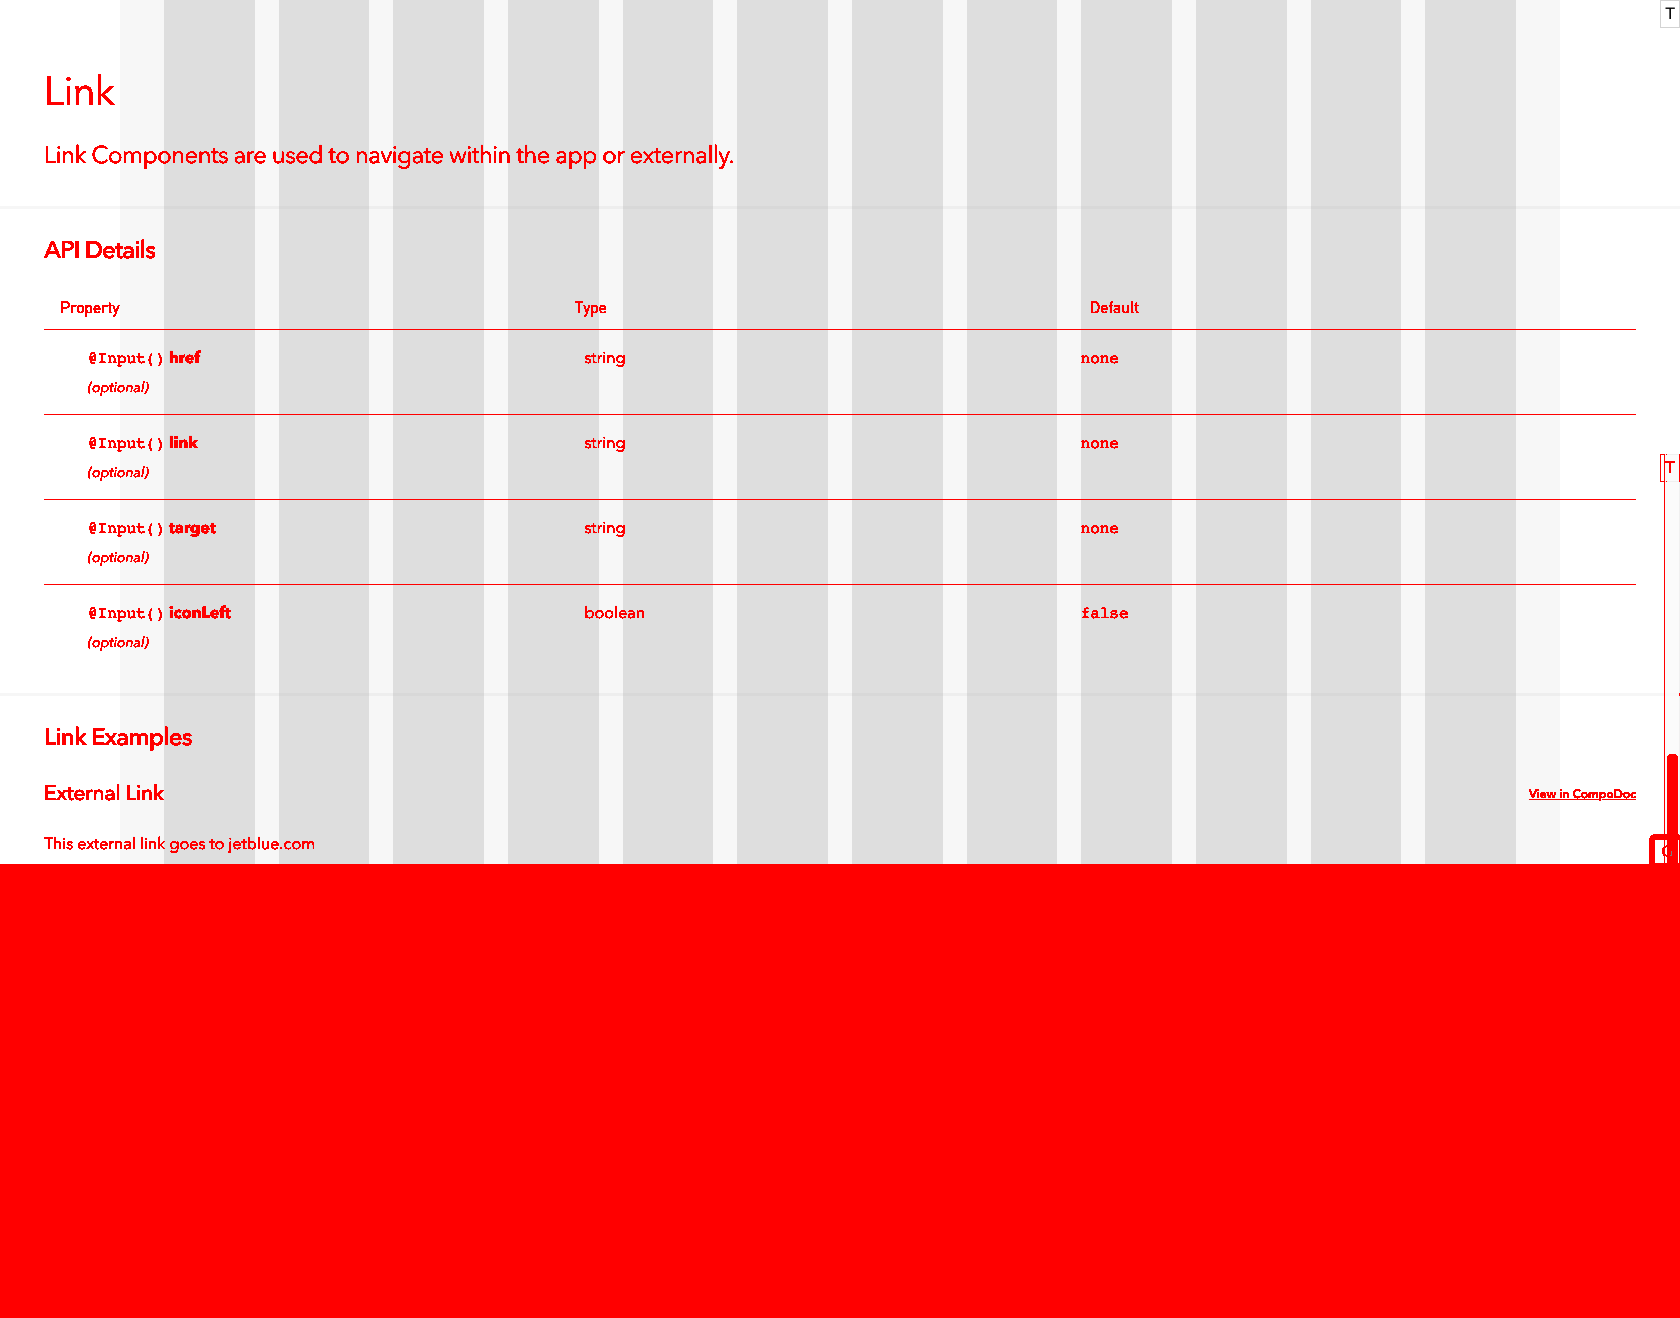 T
Link
Link Components are used to navigate within the app or externally.
API Details
Property Type Default
@Input() href string none
(optional)
@Input() link string none
(optional)
T
@Input() target string none
(optional)
@Input() iconLeft boolean false
(optional)
Link Examples
External Link View in CompoDoc
This external link goes to jetblue.com